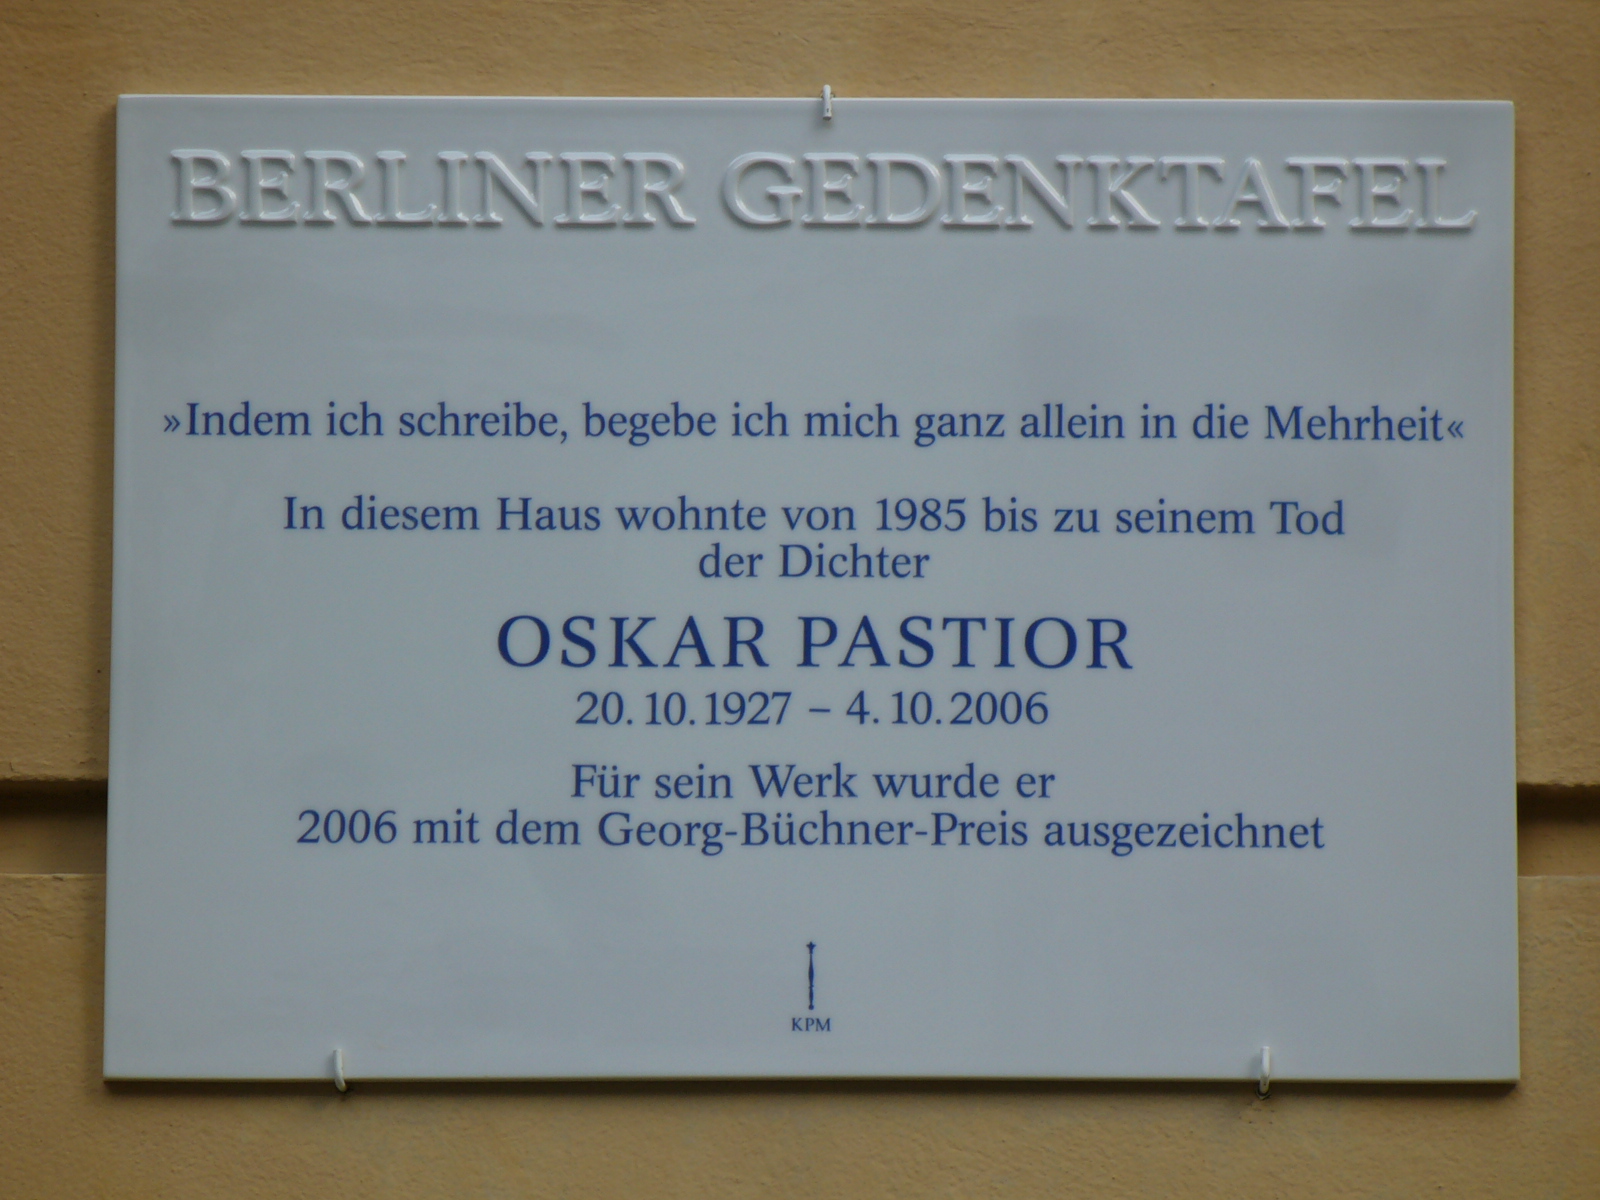 BERLINER GEDENKTAFEL
»Indem ich schreibe, begebe ich mich ganz allein in die Mehrheit«
In diesem Haus wohnte von 1985 bis zu seinem Tod
der Dichter
OSKAR PASTIOR
20. 10. 1927 – 4. 10. 2006
Für sein Werk wurde er
2006 mit dem Georg-Büchner-Preis ausgezeichnet
KPM